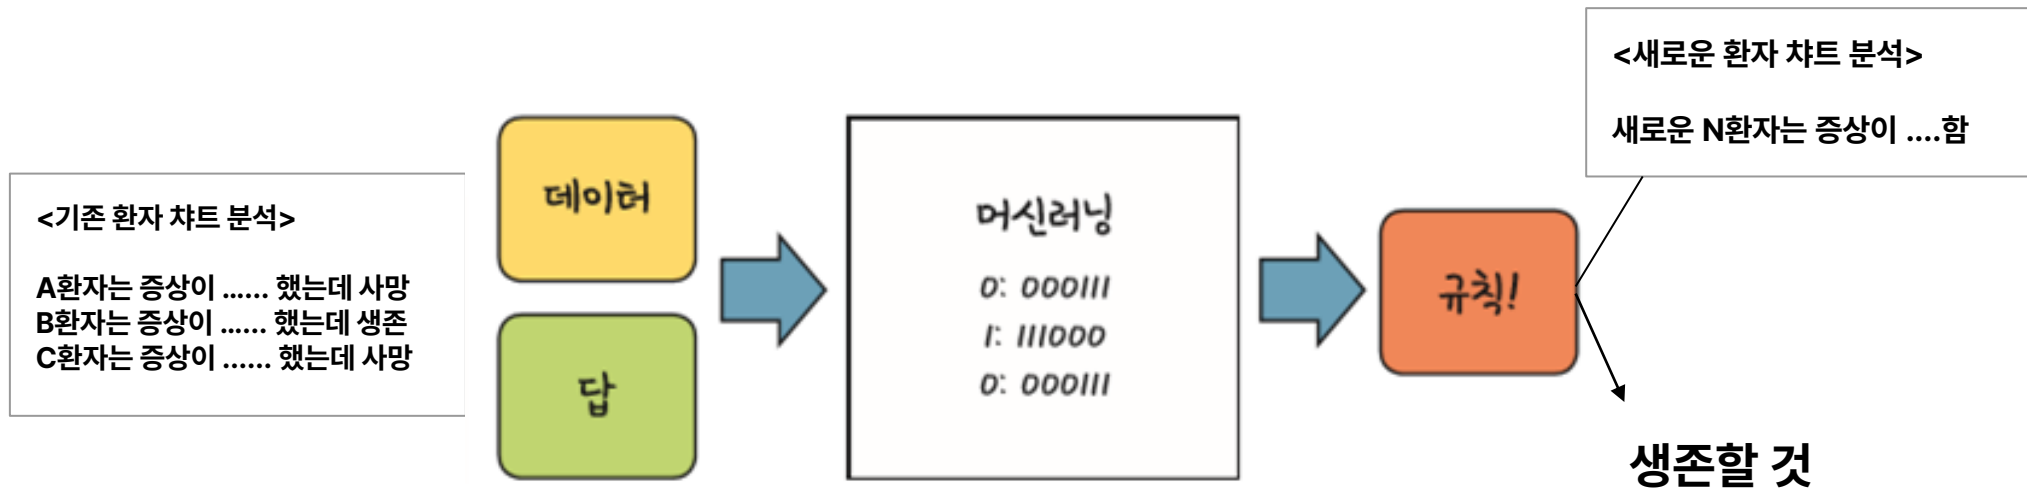 <기존 환자 챠트 분석>
A환자는 증상이 ...... 했는데 사망
B환자는 증상이 ...... 했는데 생존
C환자는 증상이 ...... 했는데 사망
데이터
답
머신러닝
0: 000111
1: 111000
0: 000111
규칙!
<새로운 환자 챠트 분석>
새로운 N환자는 증상이 ....함
생존할 것